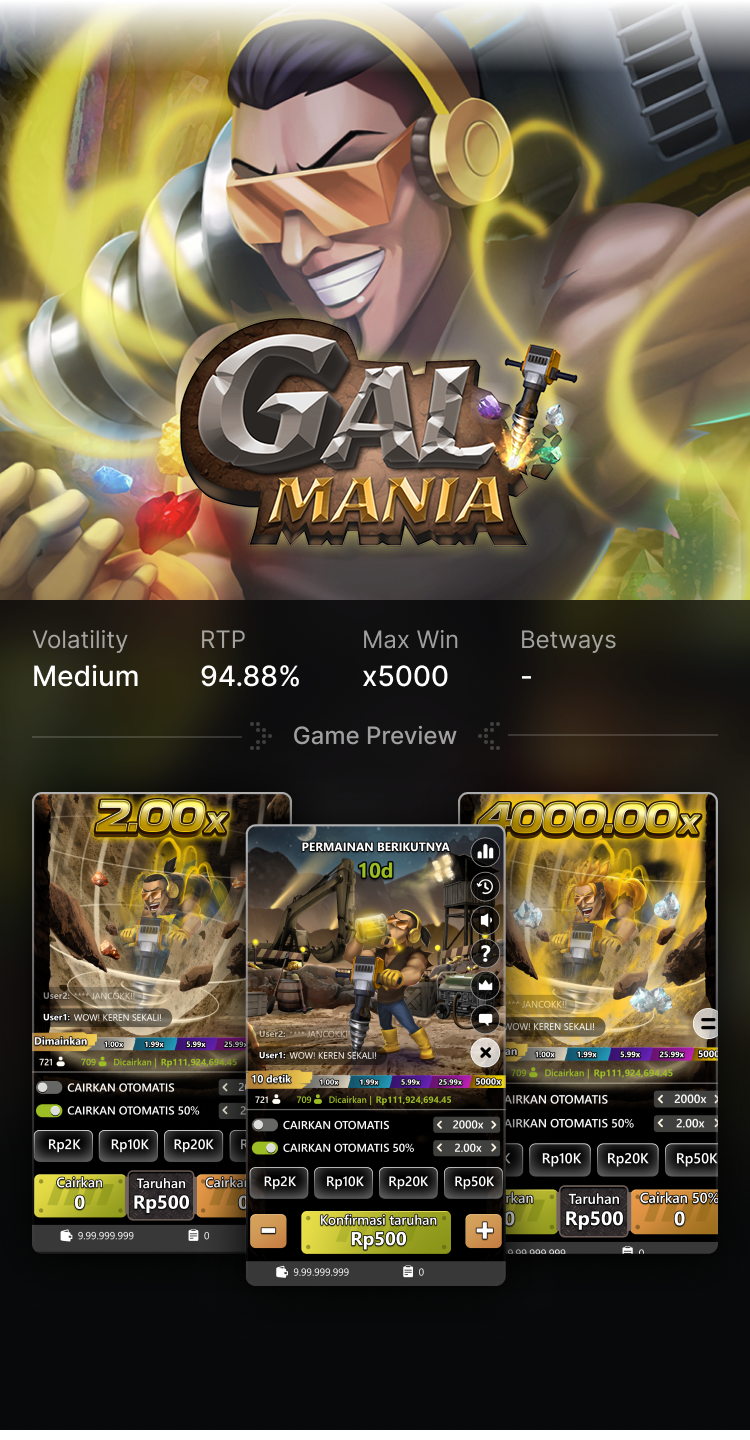 GALI
MANIA
Volatility RTP Max Win Betways
Medium 94.88% x5000 -
Game Preview
2.00x
User2: **** JANCOKK!!
User1: WOW! KEREN SEKALI!
Dimainkan 1.00x 1.99x 5.99x 25.99
721 709 Dicairkan | Rp111,924,694.45
CAIRKAN OTOMATIS
CAIRKAN OTOMATIS 50%
Rp2K Rp10K Rp20K
Cairkan Taruhan
0 Rp500
9.99.999.999 0
PERMAINAN BERIKUTNYA
10d
User2: **** JANCOKK!!
User1: WOW! KEREN SEKALI!
10 detik 1.00x 1.99x 5.99x 25.99x 5000x
721 709 Dicairkan | Rp111,924,694.45
CAIRKAN OTOMATIS < 2000x >
CAIRKAN OTOMATIS 50% < 2.00x >
Rp2K Rp10K Rp20K Rp50K
- Konfirmasi taruhan +
Rp500
9.99.999.999 0
4000.00x
**** JANCOKK!!
WOW! KEREN SEKALI!
1.00x 1.99x 5.99x 25.99x 5000
709 Dicairkan | Rp111,924,694.45
CAIRKAN OTOMATIS < 2000x >
CAIRKAN OTOMATIS 50% < 2.00x >
Rp10K Rp20K Rp50K
Taruhan Cairkan 50%
0 Rp500 0
9.99.999.999 0